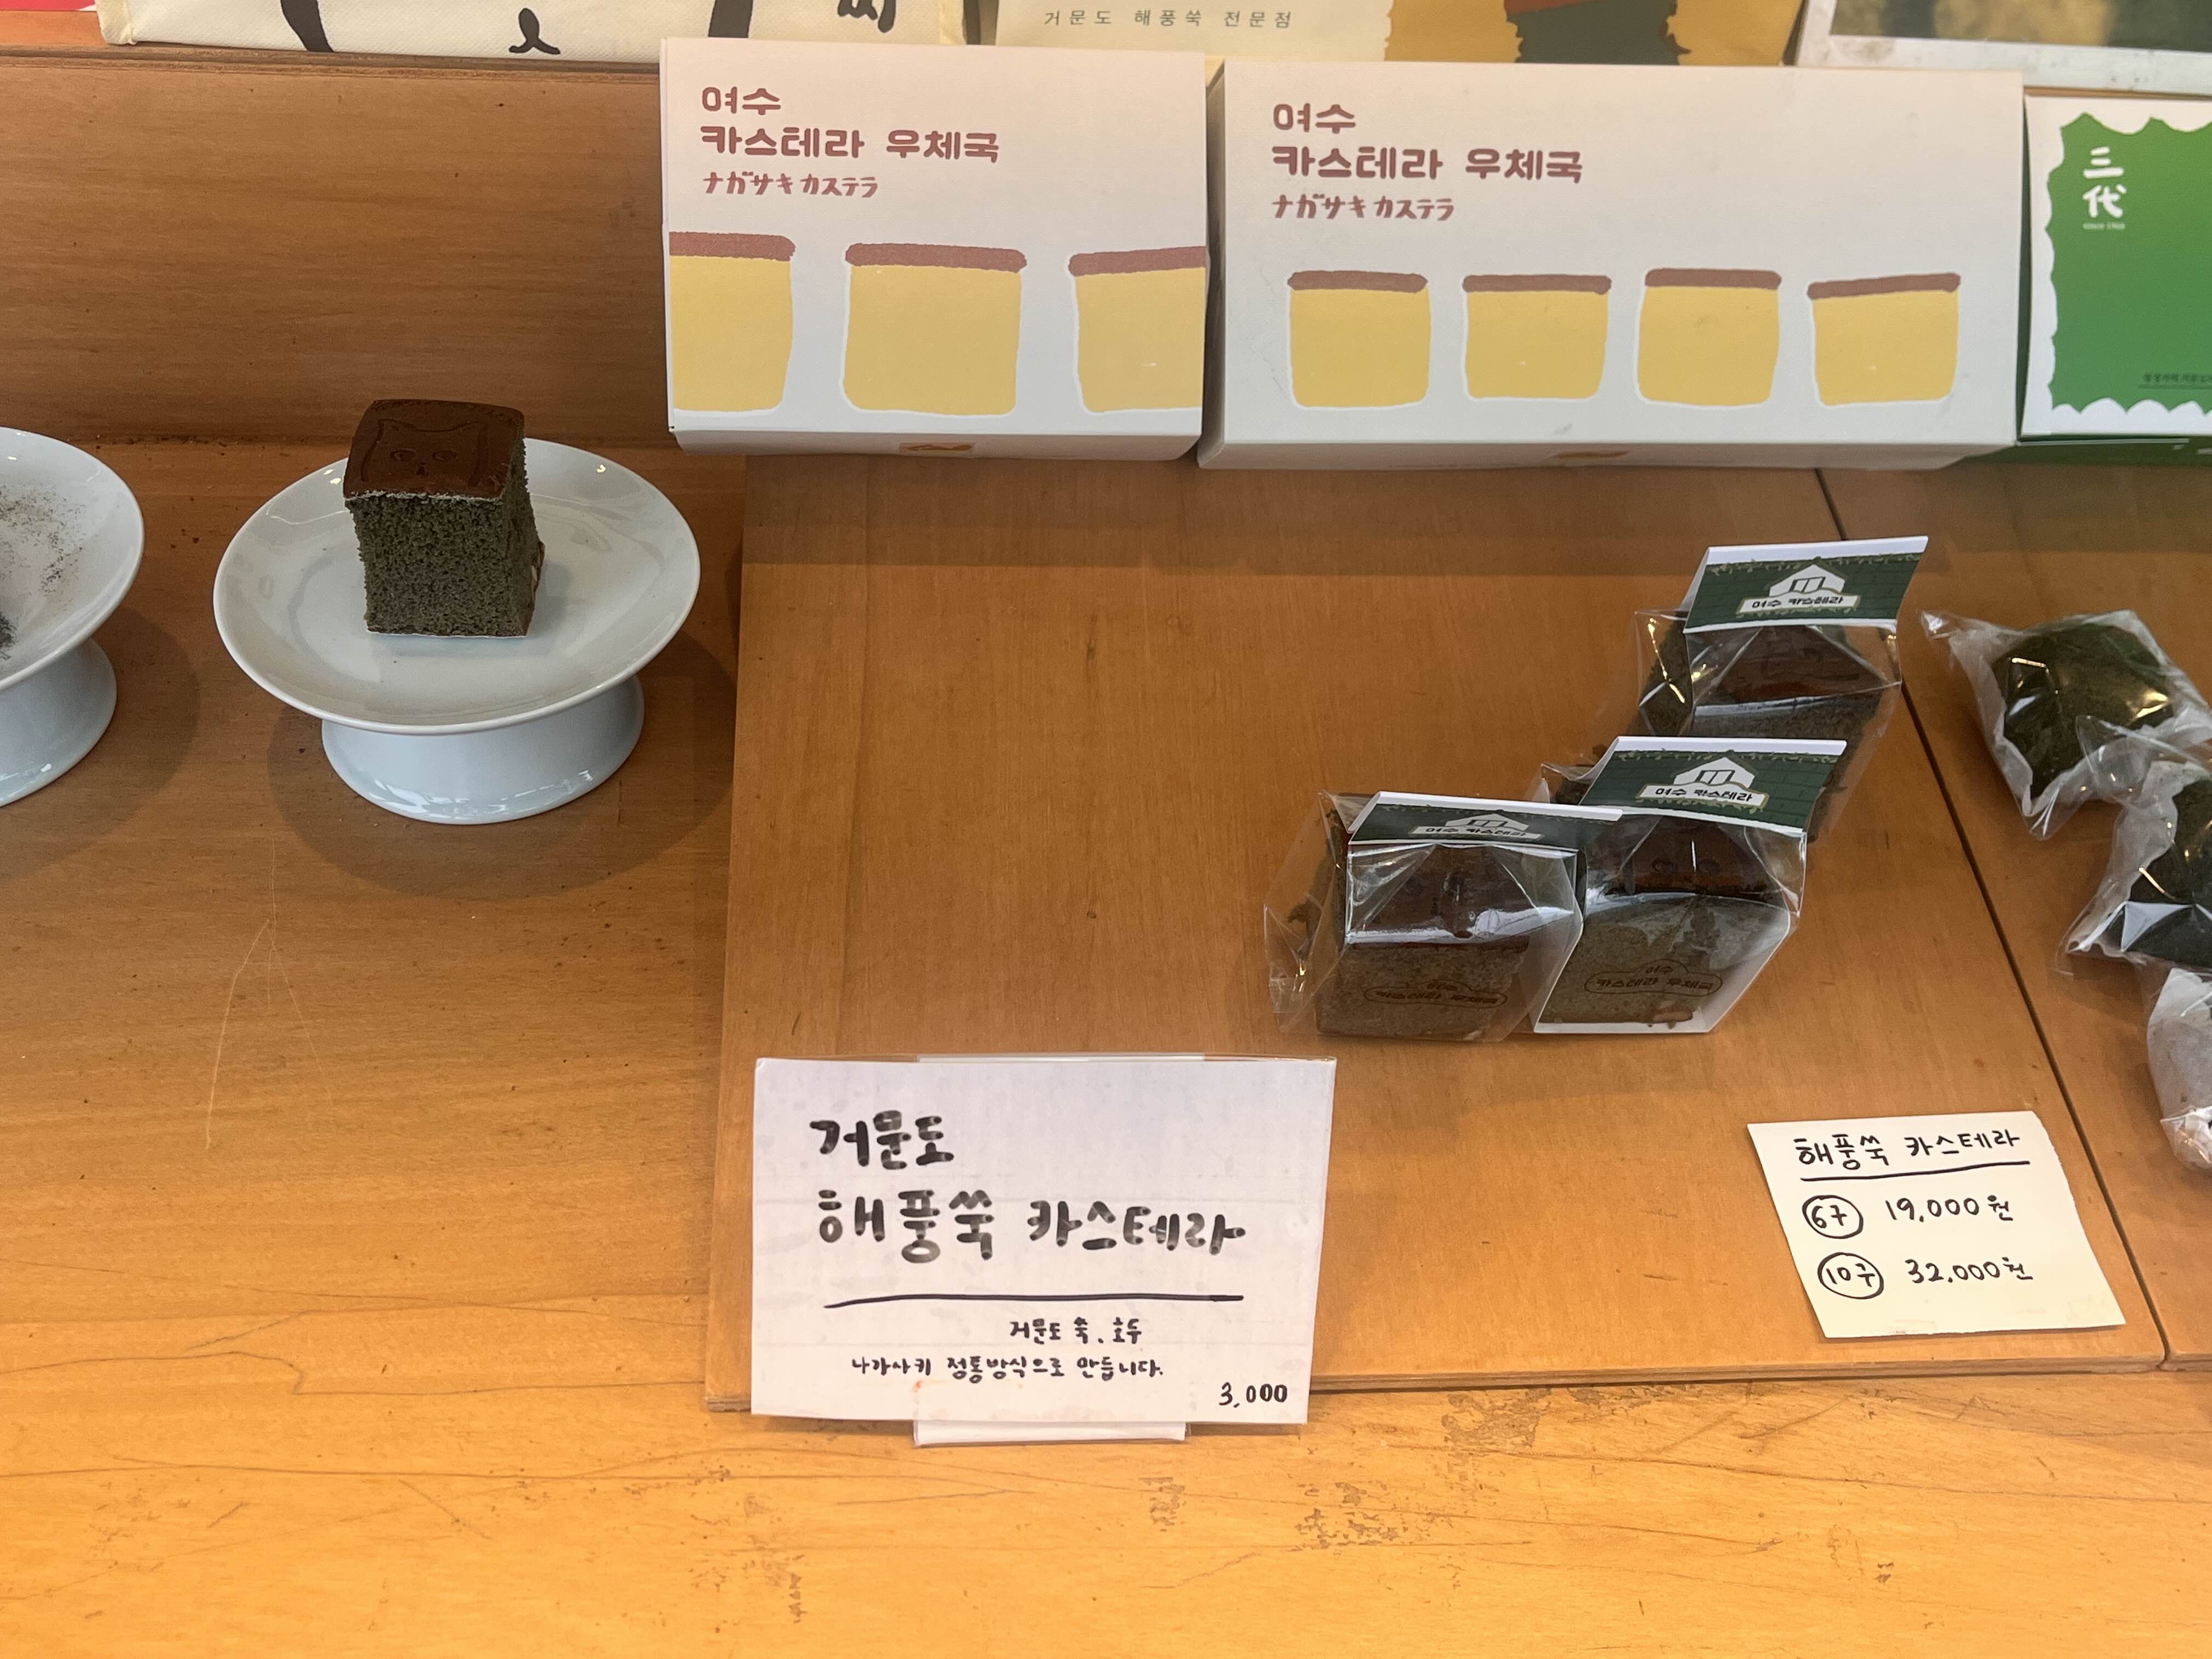 거문도 해풍쑥 전문점
여수
카스테라 우체국
ナガサキカステラ
여수
카스테라 우체국
ナガサキカステラ
三代
여수 카스테라
여수 카스테라
여수 카스테라
여수
카스테라 우체국
여수
카스테라 우체국
거문도
해풍쑥 카스테라
거문도 쑥, 호두
나가사키 정통방식으로 만듭니다.
3,000
해풍쑥 카스테라
6구 19,000원
10구 32,000원